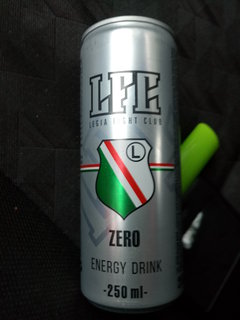 LFC
LEGIA FIGHT CLUB
L
ZERO
ENERGY DRINK
-250 ml-